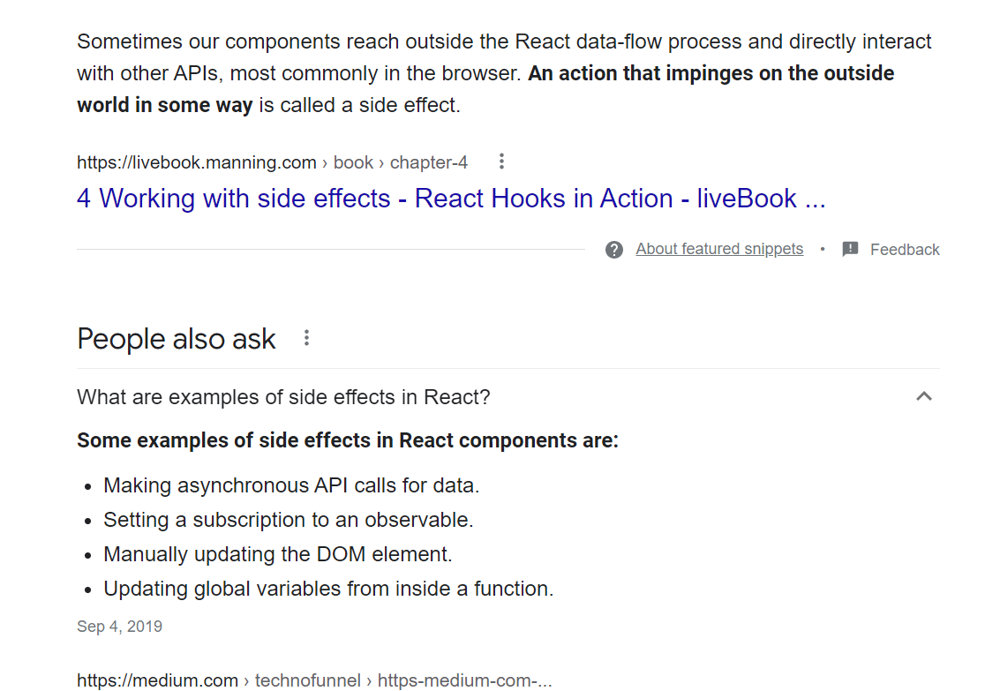 Sometimes our components reach outside the React data-flow process and directly interact
with other APIs, most commonly in the browser. An action that impinges on the outside
world in some way is called a side effect.
https://livebook.manning.com › book › chapter-4
4 Working with side effects - React Hooks in Action - liveBook ...
About featured snippets • Feedback
People also ask
What are examples of side effects in React?
Some examples of side effects in React components are:
• Making asynchronous API calls for data.
• Setting a subscription to an observable.
• Manually updating the DOM element.
• Updating global variables from inside a function.
Sep 4, 2019
https://medium.com › technofunnel › https-medium-com-...